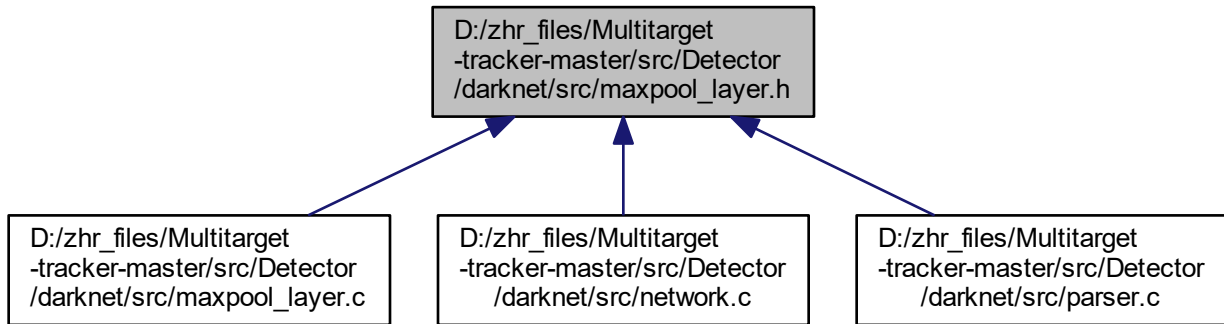 D:/zhr_files/Multitarget
-tracker-master/src/Detector
/darknet/src/maxpool_layer.h
D:/zhr_files/Multitarget
-tracker-master/src/Detector
/darknet/src/maxpool_layer.c
D:/zhr_files/Multitarget
-tracker-master/src/Detector
/darknet/src/network.c
D:/zhr_files/Multitarget
-tracker-master/src/Detector
/darknet/src/parser.c